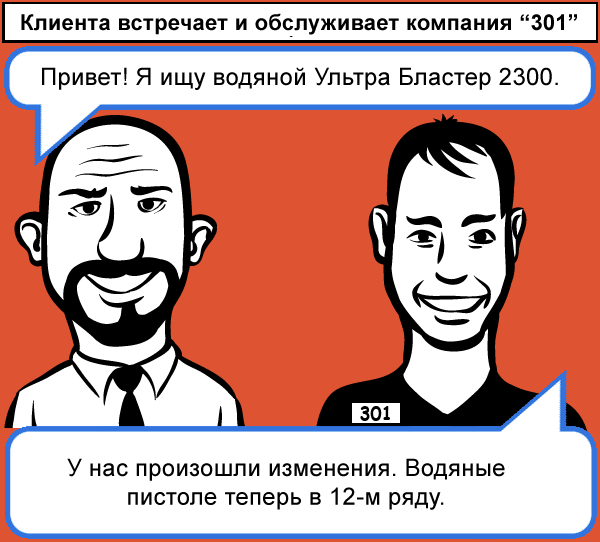 Клиента встречает и обслуживает компания “301”
Привет! Я ищу водяной Ультра Бластер 2300.
301
У нас произошли изменения. Водяные
пистоле теперь в 12-м ряду.